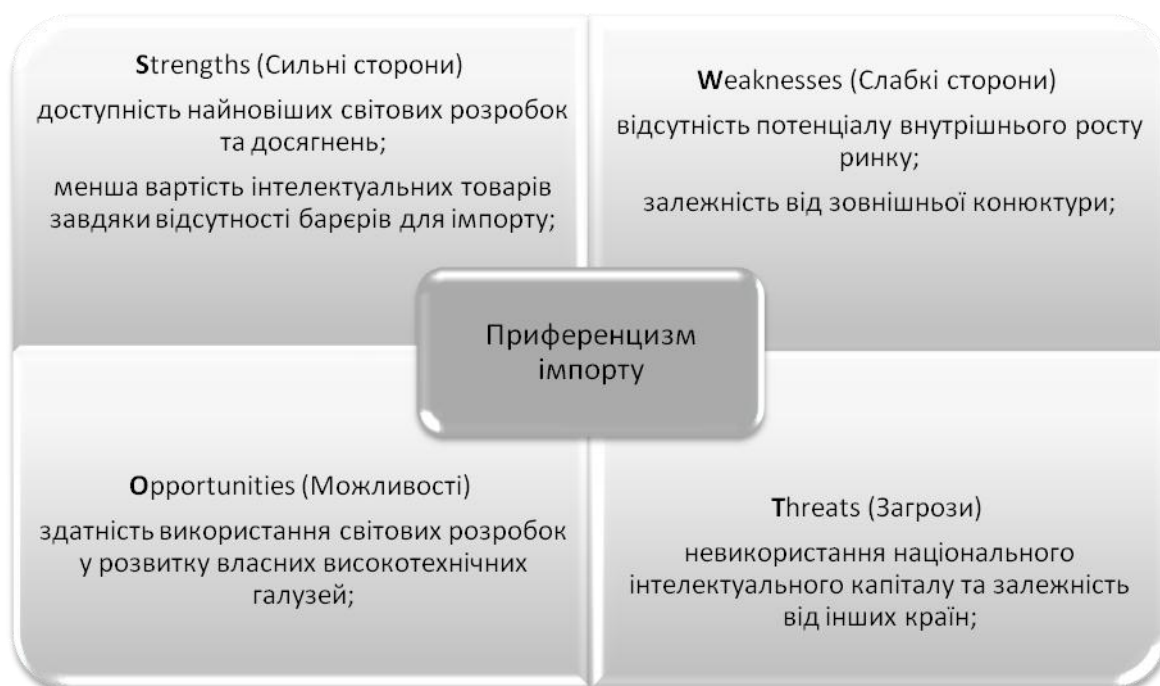 Strengths (Сильні сторони)
доступність найновіших світових розробок
та досягнень;
менша вартість інтелектуальних товарів
завдяки відсутності барєрів для імпорту;
Weaknesses (Слабкі сторони)
відсутність потенціалу внутрішнього росту
ринку;
залежність від зовнішньої конюктури;
Приференцизм
імпорту
Opportunities (Можливості)
здатність використання світових розробок
у розвитку власних високотехнічних
галузей;
Threats (Загрози)
невикористання національного
інтелектуального капіталу та залежність
від інших країн;